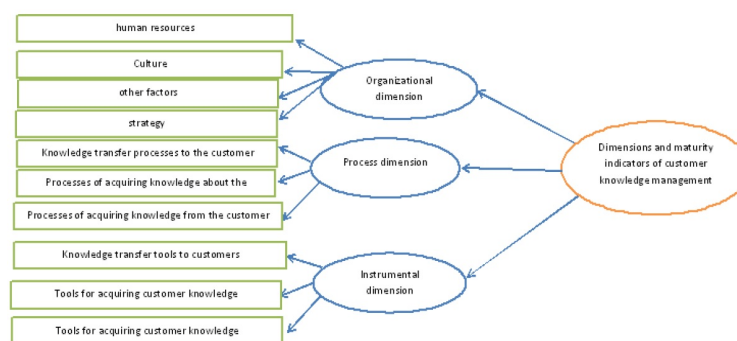 human resources
Culture
other factors
strategy
Knowledge transfer processes to the customer
Processes of acquiring knowledge about the
Processes of acquiring knowledge from the customer
Knowledge transfer tools to customers
Tools for acquiring customer knowledge
Tools for acquiring customer knowledge
Organizational
dimension
Process dimension
Instrumental
dimension
Dimensions and maturity
indicators of customer
knowledge management